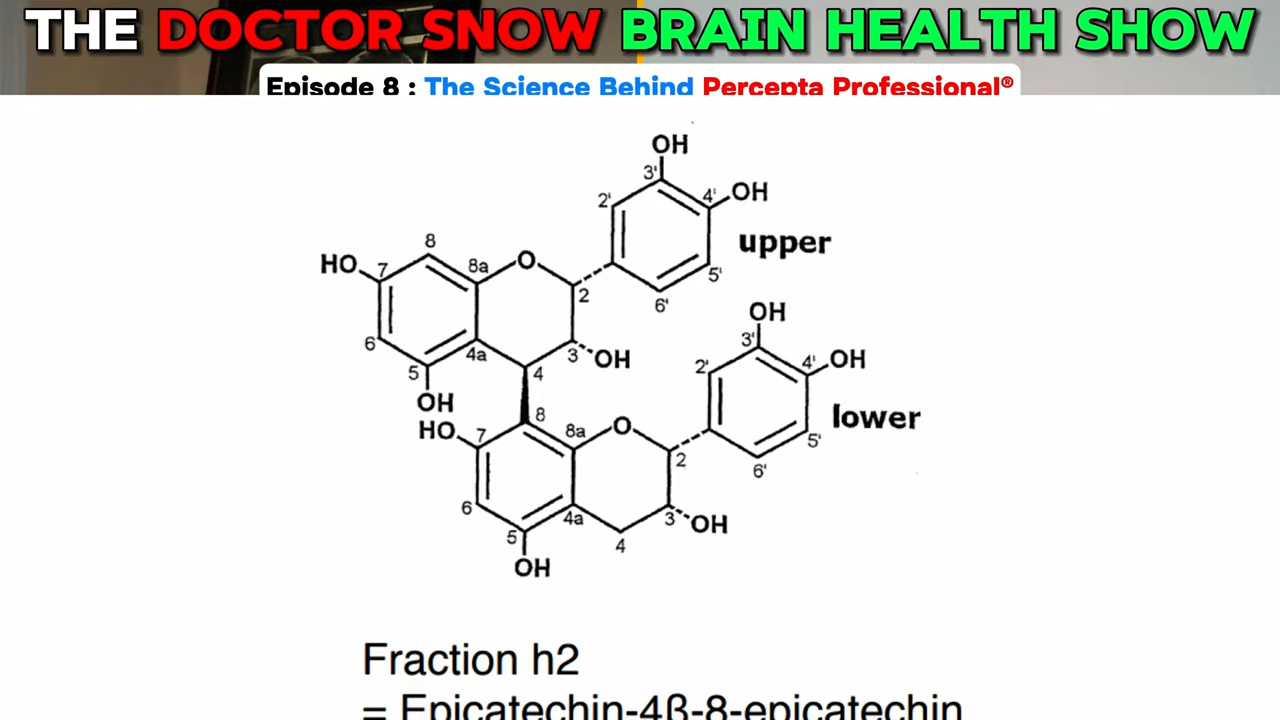 THE DOCTOR SNOW BRAIN HEALTH SHOW
Episode 8 : The Science Behind Percepta Professional®
OH
3'
4' OH
2'
upper
8
HO 7 8a O
5'
2
6'
OH
3'
6 4a 3 OH
2' 4' OH
5 4
OH
8
HO 7 8a O
lower
5'
2
6'
6 4a 3 OH
5 4
OH
Fraction h2
= Epicatechin-4β-8-epicatechin